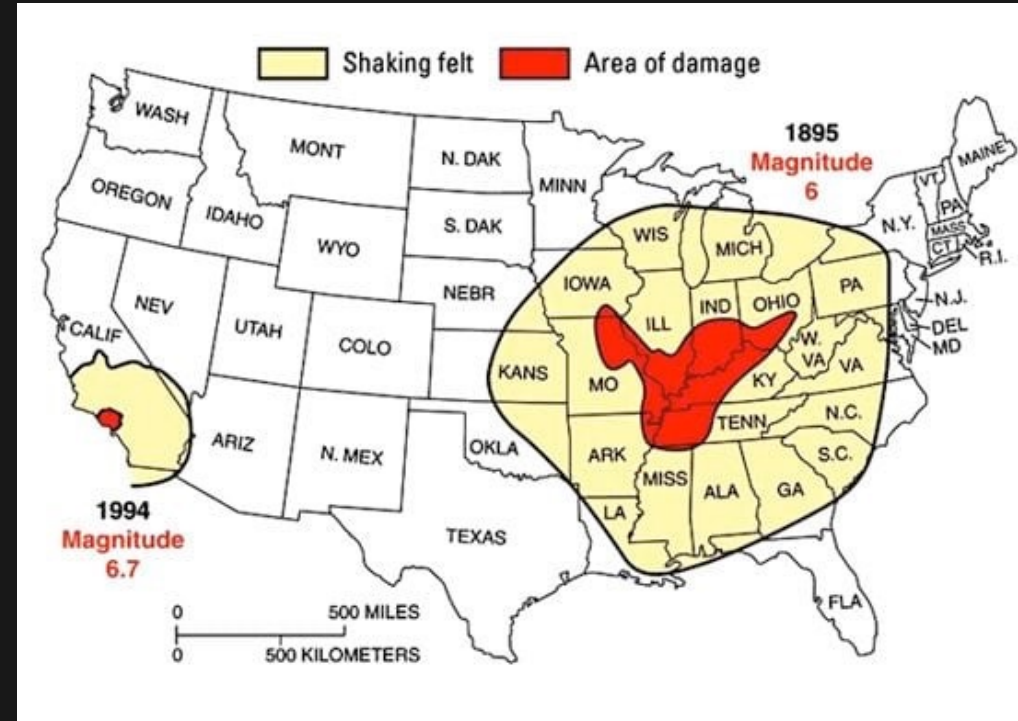 Shaking felt
Area of damage
WASH
MONT
N. DAK
MINN
1895
Magnitude
6
MAINE
OREGON
IDAHO
WYO
S. DAK
WIS
MICH
N.Y.
VT
PA
MASS
CT
R.I.
NEV
UTAH
COLO
NEBR
IOWA
ILL
IND
OHIO
PA
N.J.
DEL
MD
CALIF
KANS
MO
KY
W.
VA
VA
ARIZ
N. MEX
OKLA
ARK
TENN
N.C.
S.C.
MISS
ALA
GA
LA
TEXAS
FLA
1994
Magnitude
6.7
0
500 MILES
0
500 KILOMETERS